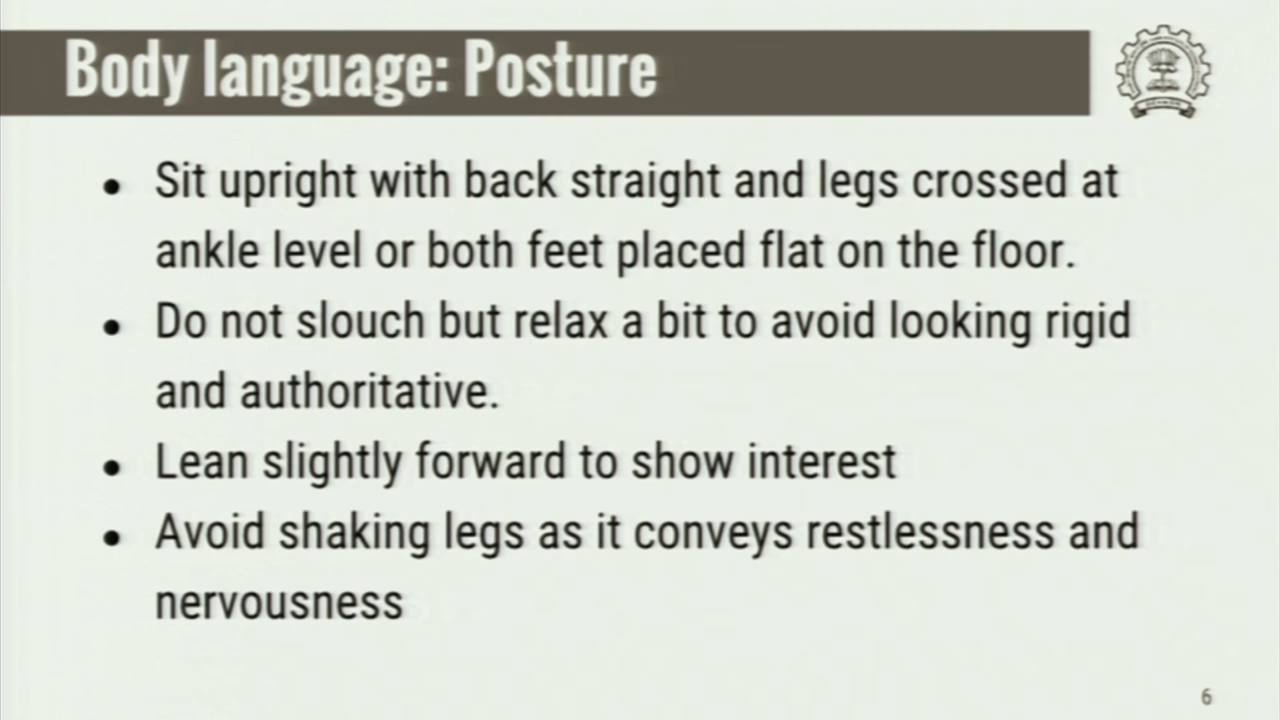 Body language: Posture
• Sit upright with back straight and legs crossed at
ankle level or both feet placed flat on the floor.
• Do not slouch but relax a bit to avoid looking rigid
and authoritative.
• Lean slightly forward to show interest
• Avoid shaking legs as it conveys restlessness and
nervousness
6